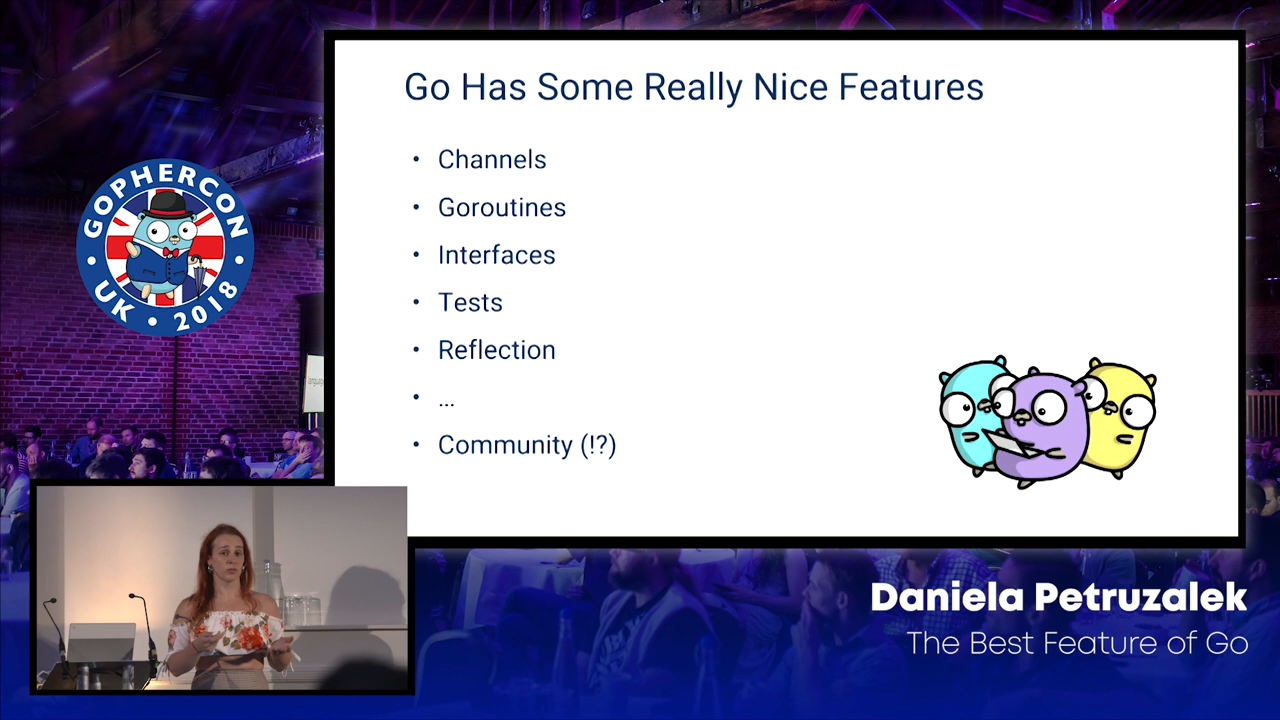 Go Has Some Really Nice Features
• Channels
• Goroutines
• Interfaces
• Tests
• Reflection
• ...
• Community (!?)
GOPHERCON
• UK • 2018 •
Daniela Petruzalek
The Best Feature of Go